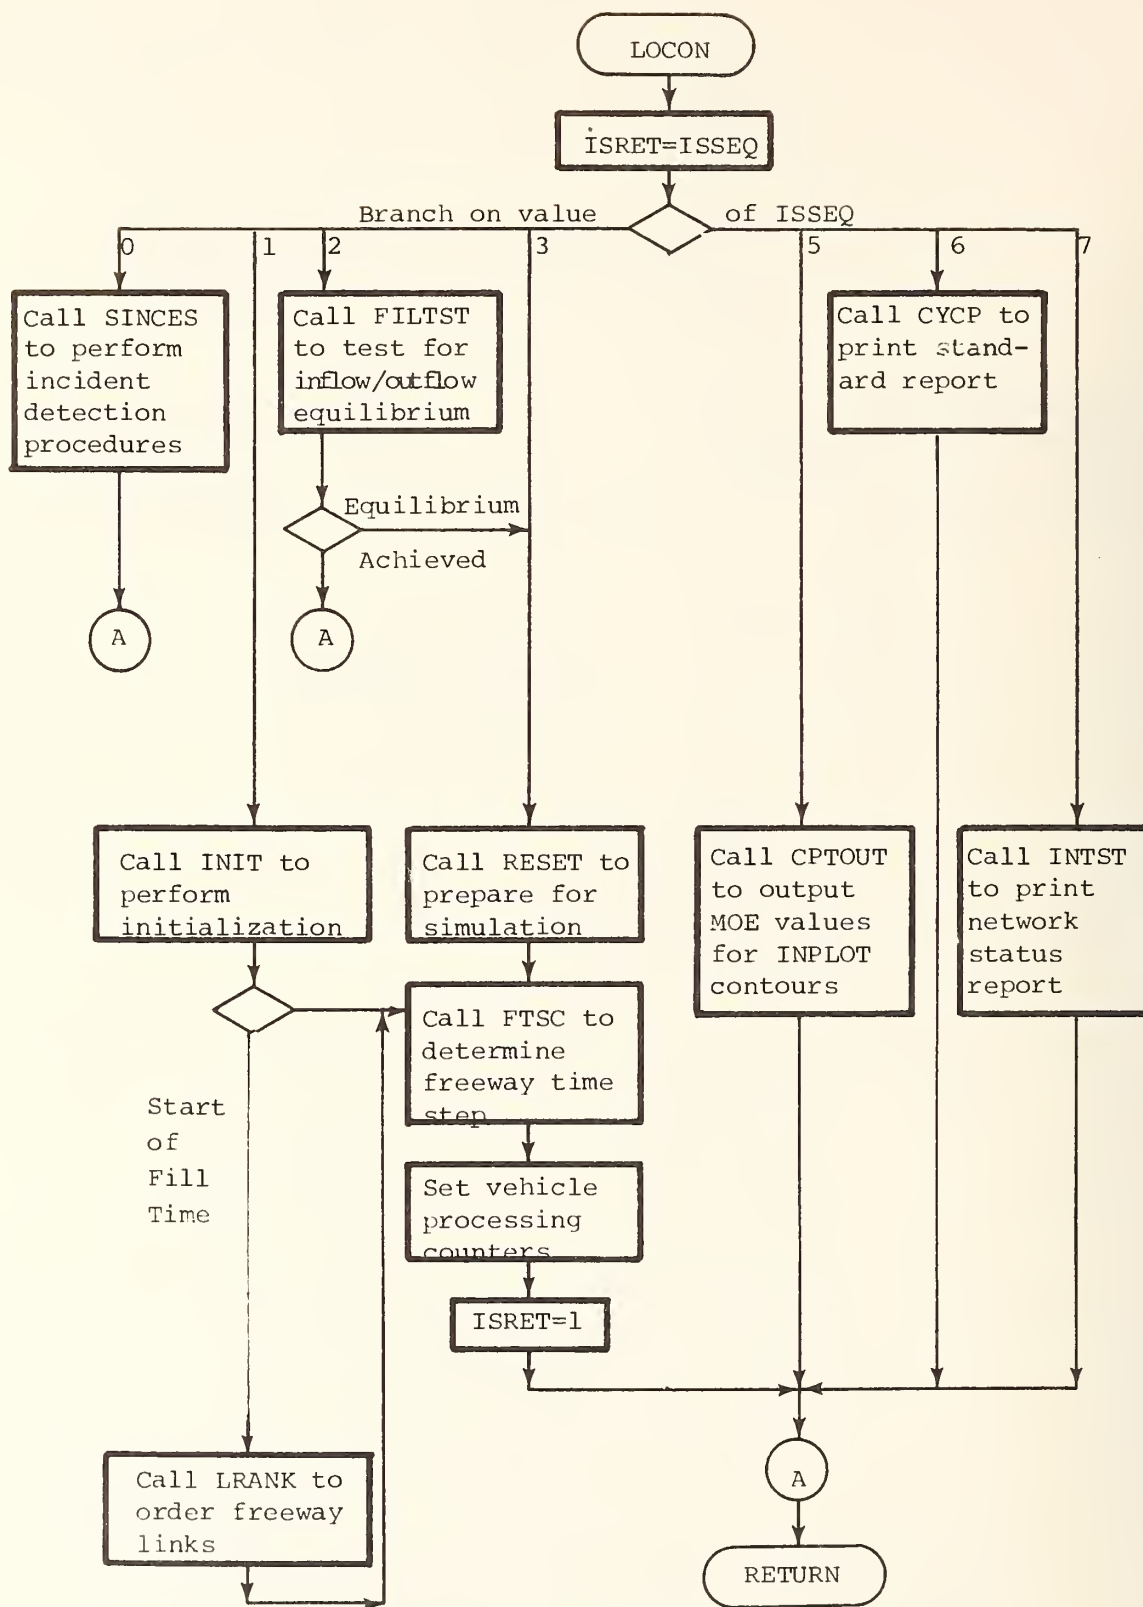 LOCON
ISRET=ISSEQ
Branch on value of ISSEQ
0 1 2 3 5 6 7
Call SINCES
to perform
incident
detection
procedures
Call FILTST
to test for
inflow/outflow
equilibrium
Call CYCP to
print stand-
ard report
Equilibrium
Achieved
A
A
Call INIT to
perform
initialization
Call RESET to
prepare for
simulation
Call CPTOUT
to output
MOE values
for INPLOT
contours
Call INTST
to print
network
status
report
Call FTSC to
determine
freeway time
step
Start
of
Fill
Time
Set vehicle
processing
counters
ISRET=1
Call LRANK to
order freeway
links
A
RETURN